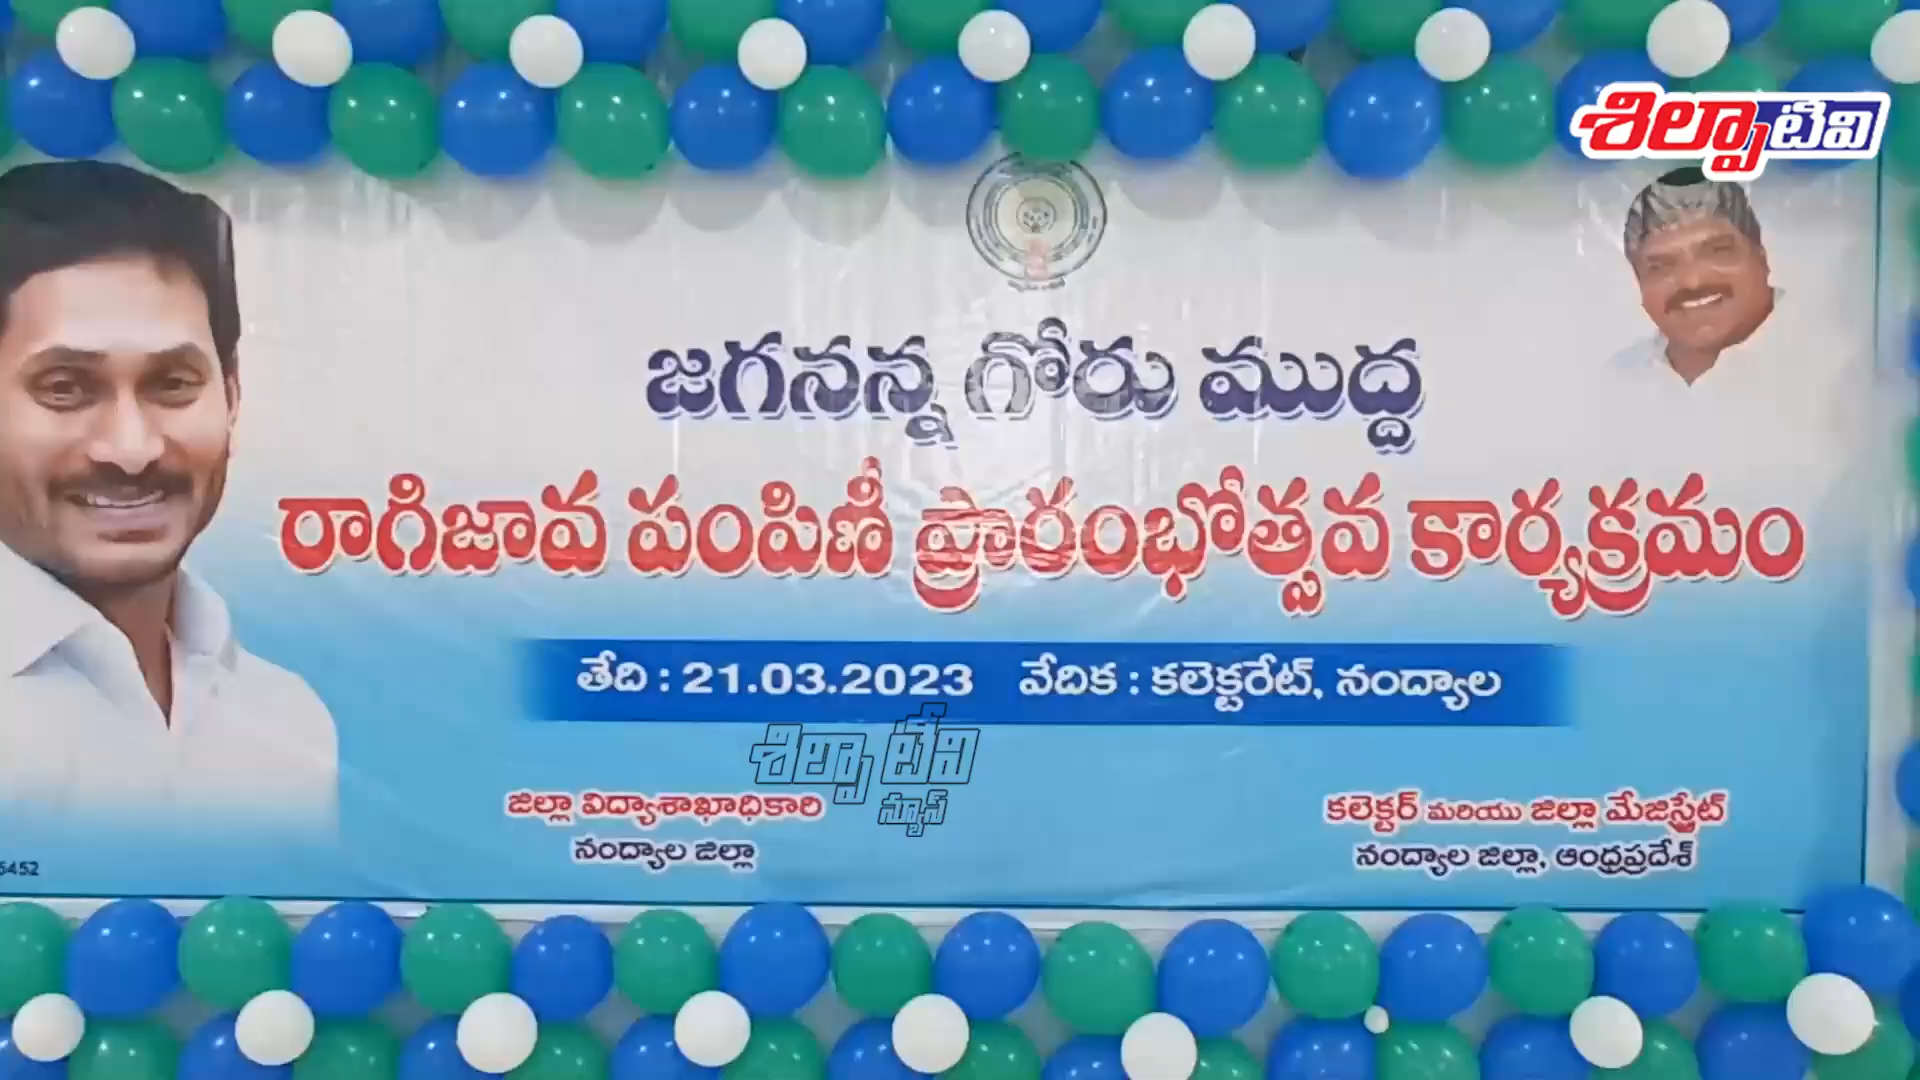 శిల్పాటీవి
జగనన్న గోరు ముద్ద
రాగిజావ పంపిణీ ప్రారంభోత్సవ కార్యక్రమం
తేది : 21.03.2023 వేదిక : కలెక్టరేట్, నంద్యాల
శిల్పా టీవి
న్యూస్
జిల్లా విద్యాశాఖాధికారి
నంద్యాల జిల్లా
కలెక్టర్ మరియు జిల్లా మేజిస్ట్రేట్
నంద్యాల జిల్లా, ఆంధ్రప్రదేశ్